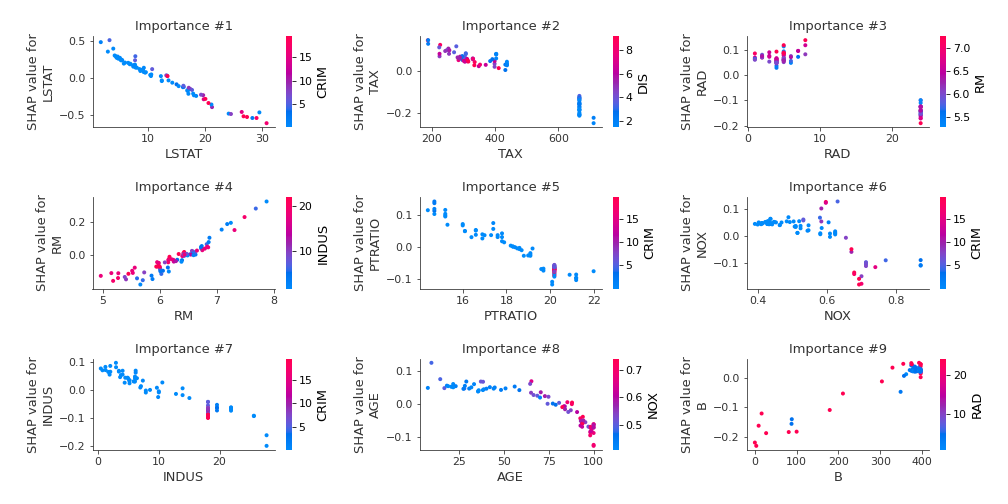 Importance #1
SHAP value for
LSTAT
0.5
0.0
−0.5
10
20
30
LSTAT
15
10
5
CRIM
Importance #2
SHAP value for
TAX
0.0
−0.2
200
400
600
TAX
8
6
4
2
DIS
Importance #3
SHAP value for
RAD
0.1
0.0
−0.1
−0.2
0
10
20
RAD
7.0
6.5
6.0
5.5
RM
Importance #4
SHAP value for
RM
0.2
0.0
5
6
7
8
RM
20
10
INDUS
Importance #5
SHAP value for
PTRATIO
0.1
0.0
−0.1
16
18
20
22
PTRATIO
15
10
5
CRIM
Importance #6
SHAP value for
NOX
0.1
0.0
−0.1
0.4
0.6
0.8
NOX
15
10
5
CRIM
Importance #7
SHAP value for
INDUS
0.1
0.0
−0.1
−0.2
0
10
20
INDUS
15
10
5
CRIM
Importance #8
SHAP value for
AGE
0.1
0.0
−0.1
25
50
75
100
AGE
0.7
0.6
0.5
NOX
Importance #9
SHAP value for
B
0.0
−0.1
−0.2
0
100
200
300
400
B
20
10
RAD